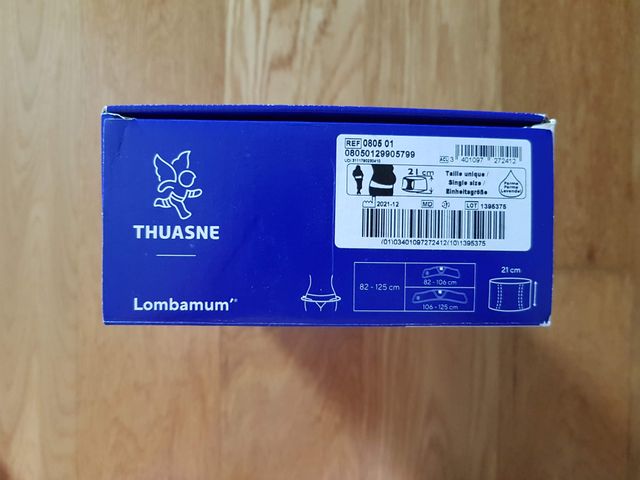 REF 0805 01
08050129905799
ACL 3 401097 272412
21 cm
Taille unique /
Single size /
Einheitsgröße
2021-12
MD
LOT 1395375
(01)03401097272412(10)1395375
THUASNE
Lombamum'®
82 - 125 cm
82 - 106 cm
106 - 125 cm
21 cm